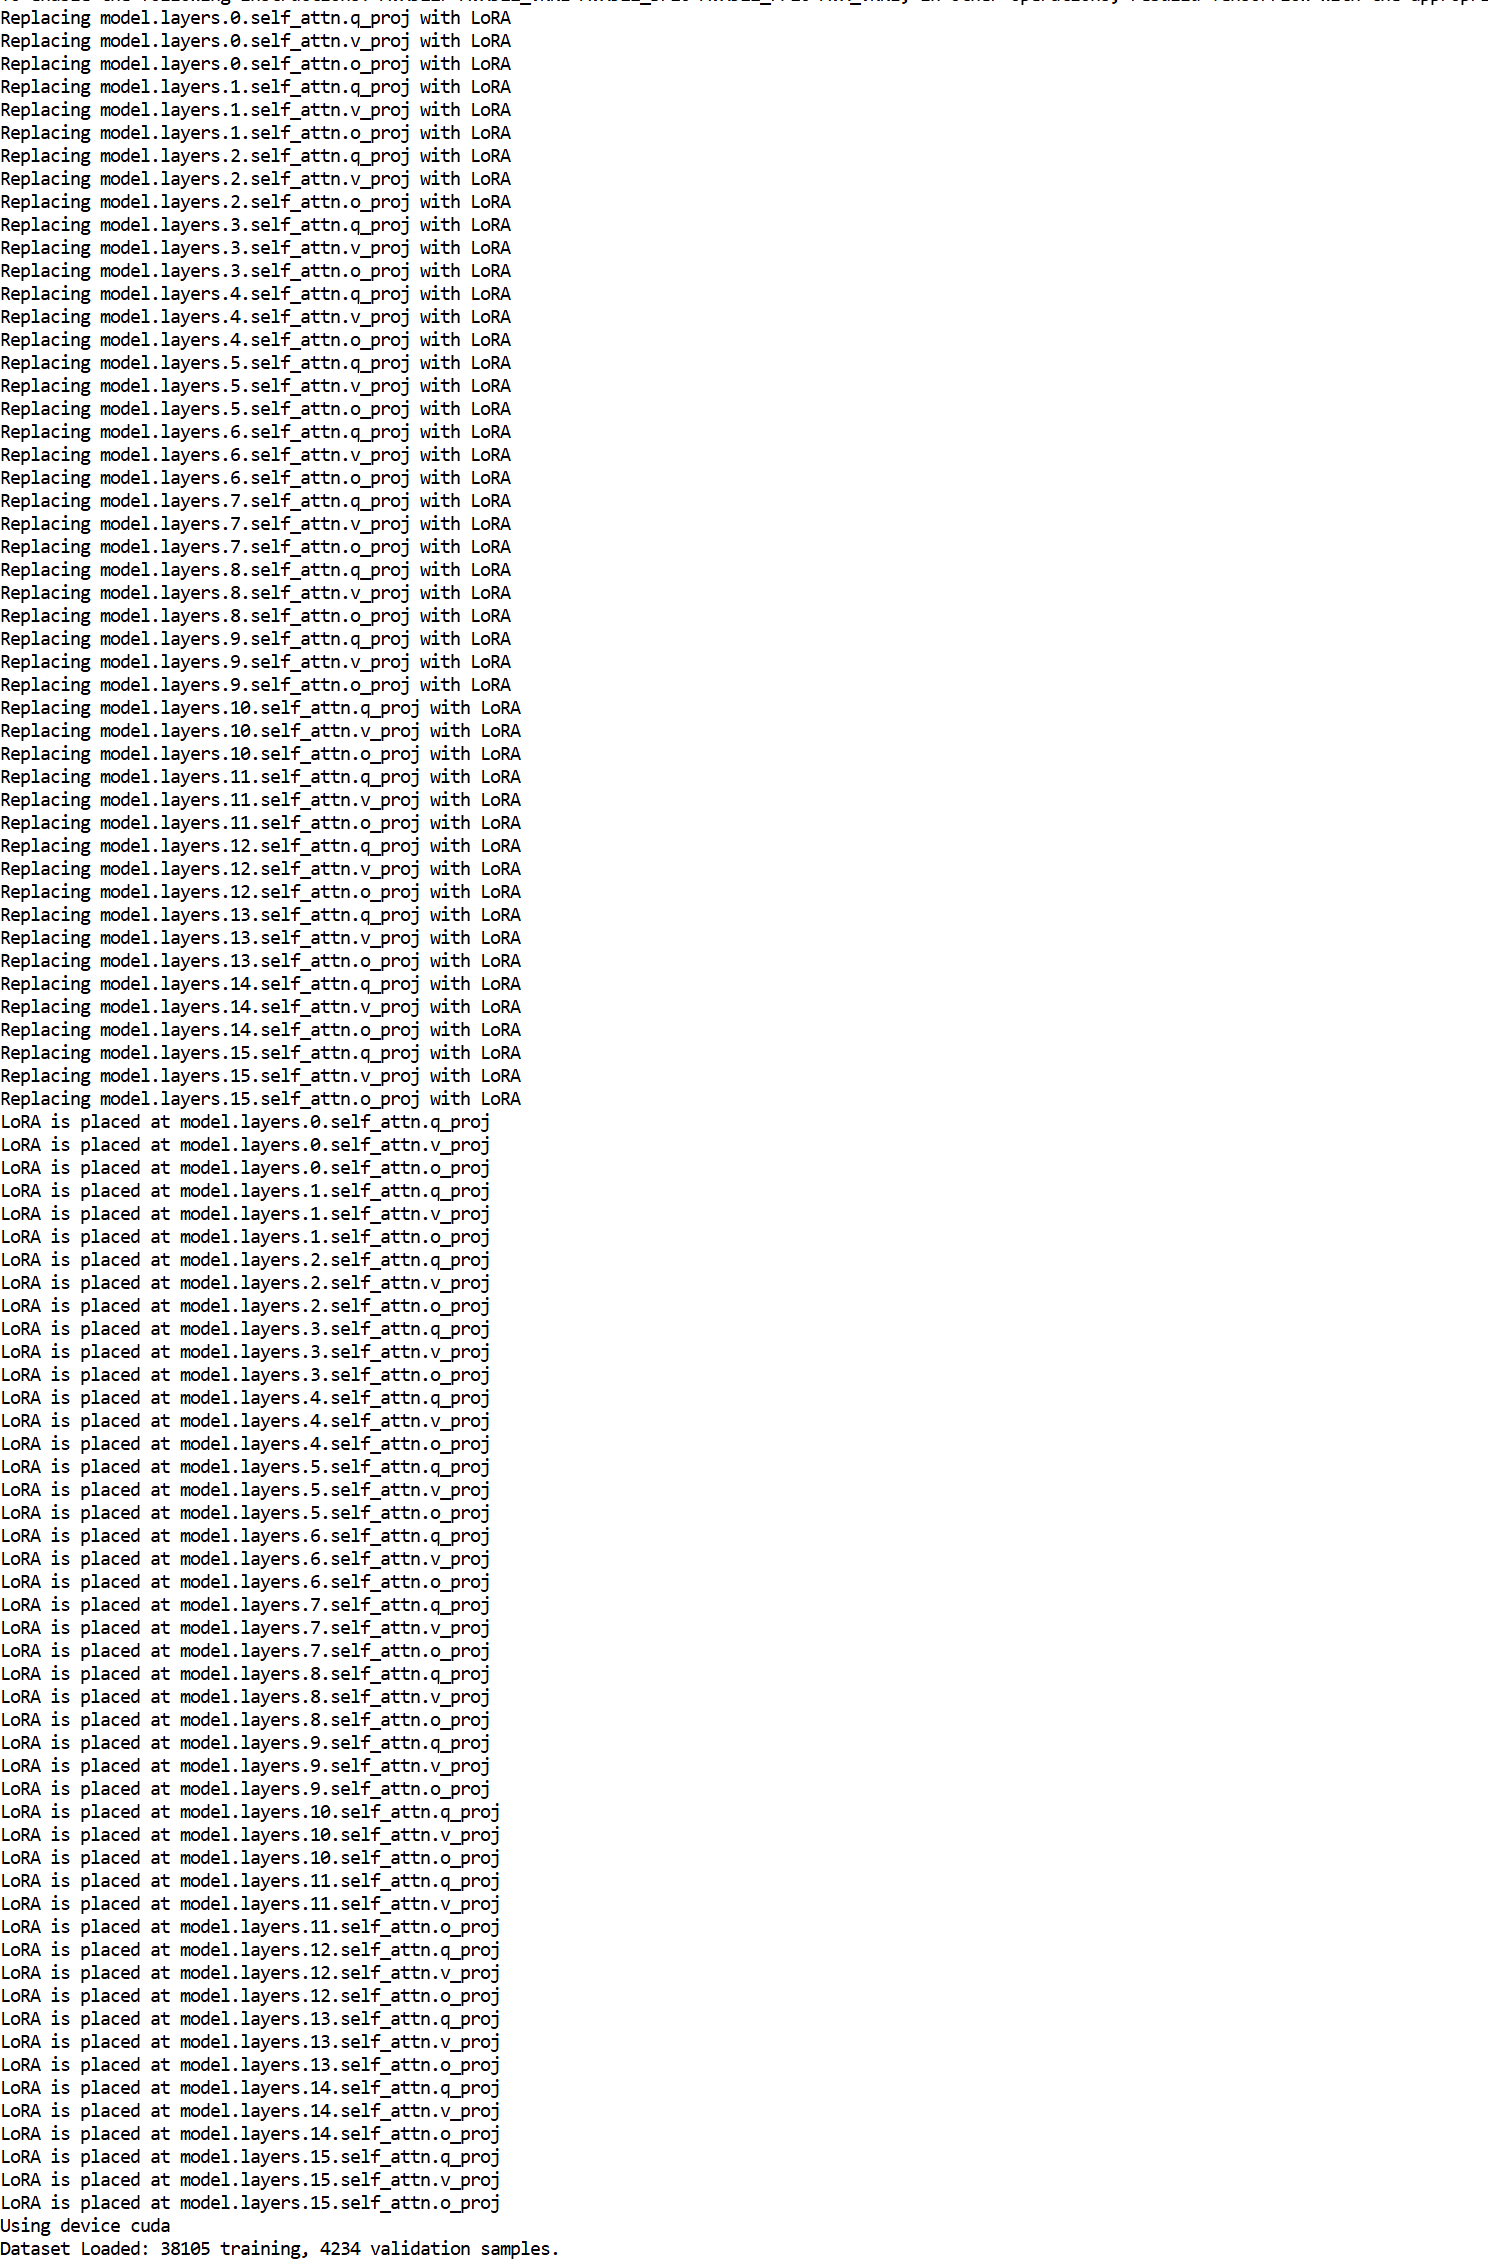 Replacing model.layers.0.self_attn.q_proj with LoRA
Replacing model.layers.0.self_attn.v_proj with LoRA
Replacing model.layers.0.self_attn.o_proj with LoRA
Replacing model.layers.1.self_attn.q_proj with LoRA
Replacing model.layers.1.self_attn.v_proj with LoRA
Replacing model.layers.1.self_attn.o_proj with LoRA
Replacing model.layers.2.self_attn.q_proj with LoRA
Replacing model.layers.2.self_attn.v_proj with LoRA
Replacing model.layers.2.self_attn.o_proj with LoRA
Replacing model.layers.3.self_attn.q_proj with LoRA
Replacing model.layers.3.self_attn.v_proj with LoRA
Replacing model.layers.3.self_attn.o_proj with LoRA
Replacing model.layers.4.self_attn.q_proj with LoRA
Replacing model.layers.4.self_attn.v_proj with LoRA
Replacing model.layers.4.self_attn.o_proj with LoRA
Replacing model.layers.5.self_attn.q_proj with LoRA
Replacing model.layers.5.self_attn.v_proj with LoRA
Replacing model.layers.5.self_attn.o_proj with LoRA
Replacing model.layers.6.self_attn.q_proj with LoRA
Replacing model.layers.6.self_attn.v_proj with LoRA
Replacing model.layers.6.self_attn.o_proj with LoRA
Replacing model.layers.7.self_attn.q_proj with LoRA
Replacing model.layers.7.self_attn.v_proj with LoRA
Replacing model.layers.7.self_attn.o_proj with LoRA
Replacing model.layers.8.self_attn.q_proj with LoRA
Replacing model.layers.8.self_attn.v_proj with LoRA
Replacing model.layers.8.self_attn.o_proj with LoRA
Replacing model.layers.9.self_attn.q_proj with LoRA
Replacing model.layers.9.self_attn.v_proj with LoRA
Replacing model.layers.9.self_attn.o_proj with LoRA
Replacing model.layers.10.self_attn.q_proj with LoRA
Replacing model.layers.10.self_attn.v_proj with LoRA
Replacing model.layers.10.self_attn.o_proj with LoRA
Replacing model.layers.11.self_attn.q_proj with LoRA
Replacing model.layers.11.self_attn.v_proj with LoRA
Replacing model.layers.11.self_attn.o_proj with LoRA
Replacing model.layers.12.self_attn.q_proj with LoRA
Replacing model.layers.12.self_attn.v_proj with LoRA
Replacing model.layers.12.self_attn.o_proj with LoRA
Replacing model.layers.13.self_attn.q_proj with LoRA
Replacing model.layers.13.self_attn.v_proj with LoRA
Replacing model.layers.13.self_attn.o_proj with LoRA
Replacing model.layers.14.self_attn.q_proj with LoRA
Replacing model.layers.14.self_attn.v_proj with LoRA
Replacing model.layers.14.self_attn.o_proj with LoRA
Replacing model.layers.15.self_attn.q_proj with LoRA
Replacing model.layers.15.self_attn.v_proj with LoRA
Replacing model.layers.15.self_attn.o_proj with LoRA
LoRA is placed at model.layers.0.self_attn.q_proj
LoRA is placed at model.layers.0.self_attn.v_proj
LoRA is placed at model.layers.0.self_attn.o_proj
LoRA is placed at model.layers.1.self_attn.q_proj
LoRA is placed at model.layers.1.self_attn.v_proj
LoRA is placed at model.layers.1.self_attn.o_proj
LoRA is placed at model.layers.2.self_attn.q_proj
LoRA is placed at model.layers.2.self_attn.v_proj
LoRA is placed at model.layers.2.self_attn.o_proj
LoRA is placed at model.layers.3.self_attn.q_proj
LoRA is placed at model.layers.3.self_attn.v_proj
LoRA is placed at model.layers.3.self_attn.o_proj
LoRA is placed at model.layers.4.self_attn.q_proj
LoRA is placed at model.layers.4.self_attn.v_proj
LoRA is placed at model.layers.4.self_attn.o_proj
LoRA is placed at model.layers.5.self_attn.q_proj
LoRA is placed at model.layers.5.self_attn.v_proj
LoRA is placed at model.layers.5.self_attn.o_proj
LoRA is placed at model.layers.6.self_attn.q_proj
LoRA is placed at model.layers.6.self_attn.v_proj
LoRA is placed at model.layers.6.self_attn.o_proj
LoRA is placed at model.layers.7.self_attn.q_proj
LoRA is placed at model.layers.7.self_attn.v_proj
LoRA is placed at model.layers.7.self_attn.o_proj
LoRA is placed at model.layers.8.self_attn.q_proj
LoRA is placed at model.layers.8.self_attn.v_proj
LoRA is placed at model.layers.8.self_attn.o_proj
LoRA is placed at model.layers.9.self_attn.q_proj
LoRA is placed at model.layers.9.self_attn.v_proj
LoRA is placed at model.layers.9.self_attn.o_proj
LoRA is placed at model.layers.10.self_attn.q_proj
LoRA is placed at model.layers.10.self_attn.v_proj
LoRA is placed at model.layers.10.self_attn.o_proj
LoRA is placed at model.layers.11.self_attn.q_proj
LoRA is placed at model.layers.11.self_attn.v_proj
LoRA is placed at model.layers.11.self_attn.o_proj
LoRA is placed at model.layers.12.self_attn.q_proj
LoRA is placed at model.layers.12.self_attn.v_proj
LoRA is placed at model.layers.12.self_attn.o_proj
LoRA is placed at model.layers.13.self_attn.q_proj
LoRA is placed at model.layers.13.self_attn.v_proj
LoRA is placed at model.layers.13.self_attn.o_proj
LoRA is placed at model.layers.14.self_attn.q_proj
LoRA is placed at model.layers.14.self_attn.v_proj
LoRA is placed at model.layers.14.self_attn.o_proj
LoRA is placed at model.layers.15.self_attn.q_proj
LoRA is placed at model.layers.15.self_attn.v_proj
LoRA is placed at model.layers.15.self_attn.o_proj
Using device cuda
Dataset Loaded: 38105 training, 4234 validation samples.